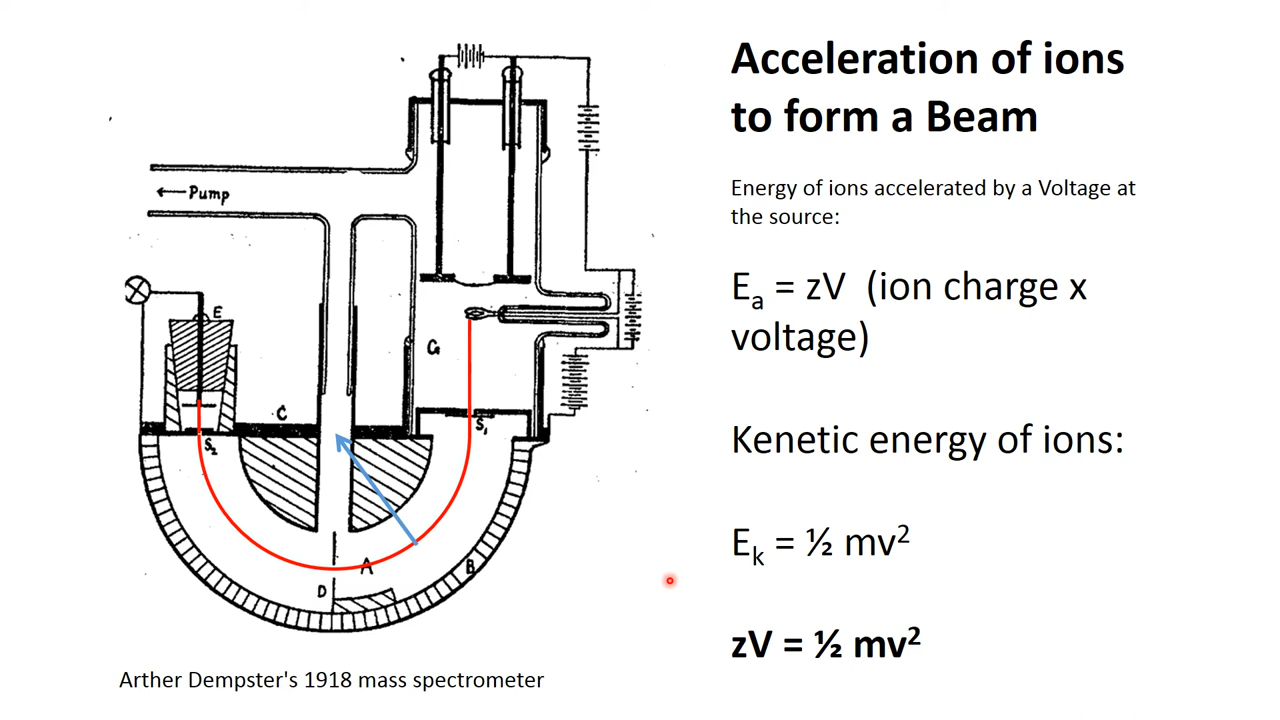 Acceleration of ions
to form a Beam
Energy of ions accelerated by a Voltage at
the source:
Eₐ = zV (ion charge x
voltage)
Kenetic energy of ions:
Eₖ = ½ mv²
zV = ½ mv²
← Pump
E
G
C
S₁
S₂
A
B
D
Arther Dempster's 1918 mass spectrometer